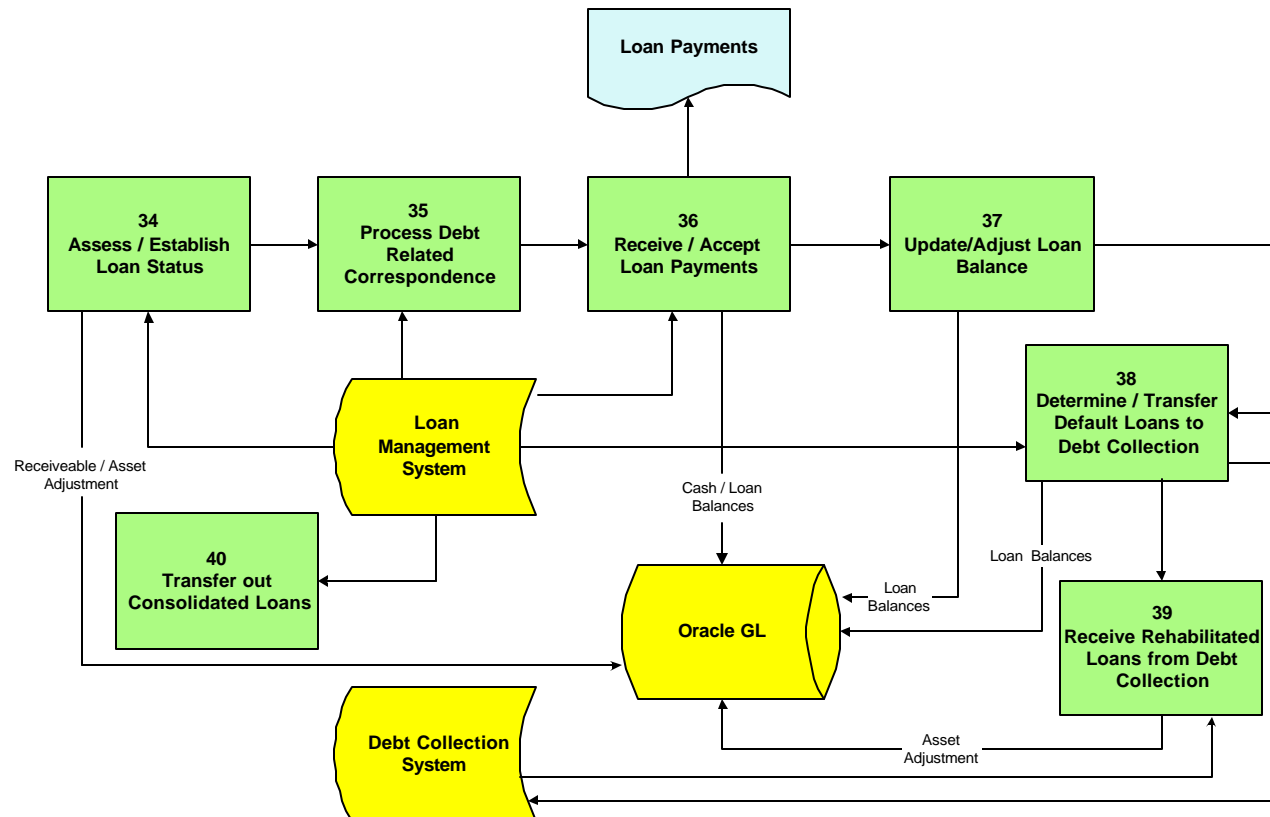 Loan Payments
34
Assess / Establish
Loan Status
35
Process Debt
Related
Correspondence
36
Receive / Accept
Loan Payments
37
Update/Adjust Loan
Balance
38
Determine / Transfer
Default Loans to
Debt Collection
Loan
Management
System
Receiveable / Asset
Adjustment
Cash / Loan
Balances
40
Transfer out
Consolidated Loans
Loan Balances
Loan
Balances
Oracle GL
39
Receive Rehabilitated
Loans from Debt
Collection
Debt Collection
System
Asset
Adjustment